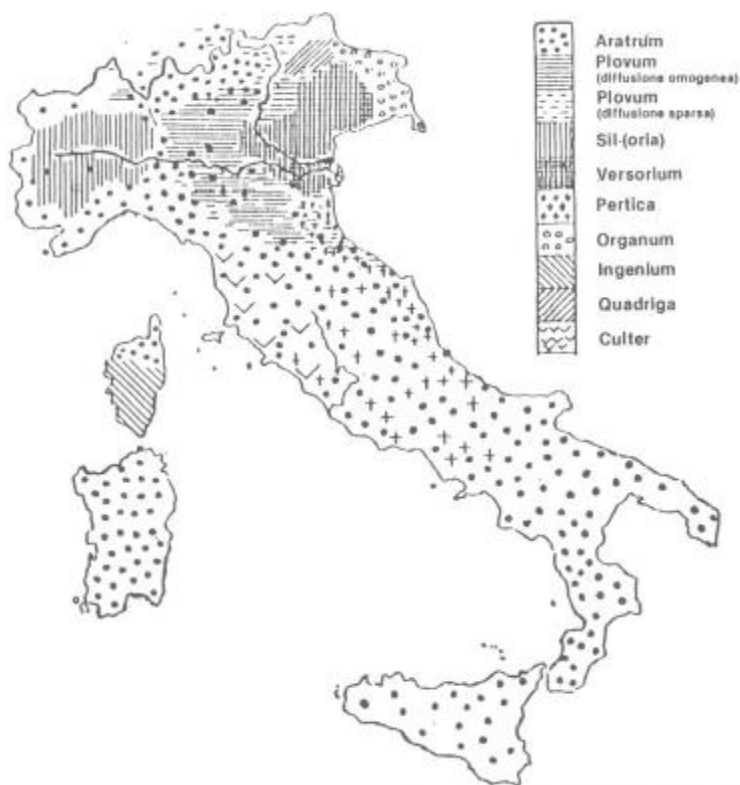 Aratrum
Plovum
(diffusione omogenea)
Plovum
(diffusione sparsa)
Sil-(oria)
Versorium
Pertica
Organum
Ingenium
Quadriga
Culter